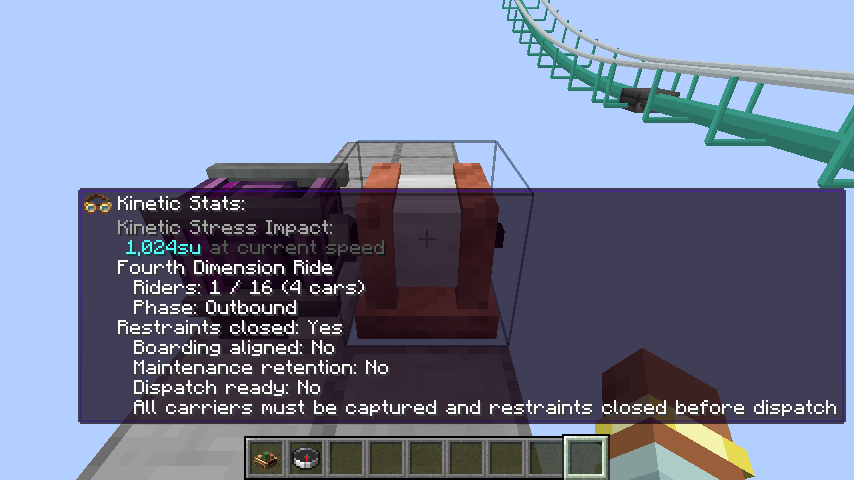 Kinetic Stats:
Kinetic Stress Impact:
1,024su at current speed
Fourth Dimension Ride
Riders: 1 / 16 (4 cars)
Phase: Outbound
Restraints closed: Yes
Boarding aligned: No
Maintenance retention: No
Dispatch ready: No
All carriers must be captured and restraints closed before dispatch